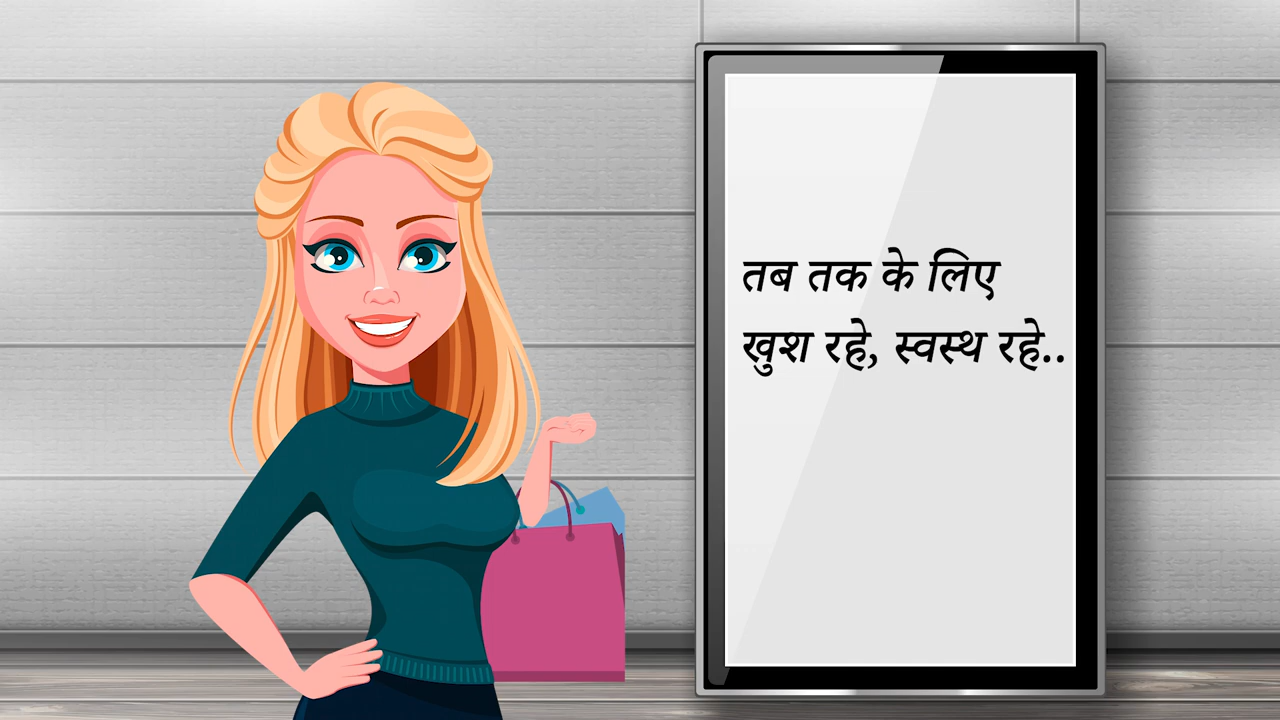 तब तक के लिए
खुश रहे, स्वस्थ रहे..